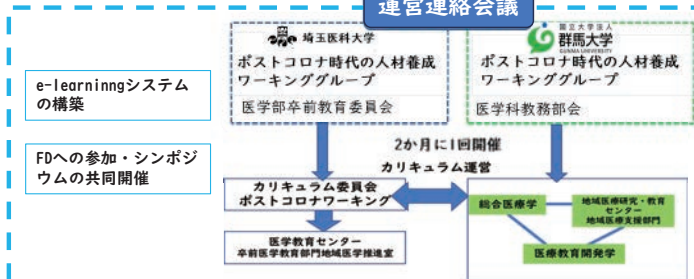 運営連絡会議
埼玉医科大学
ポストコロナ時代の人材養成
ワーキンググループ
医学部卒前教育委員会
国立大学法人
群馬大学
GUNMA UNIVERSITY
ポストコロナ時代の人材養成
ワーキンググループ
医学科教務部会
e-learninngシステム
の構築
FDへの参加・シンポジ
ウムの共同開催
2か月に1回開催
カリキュラム運営
カリキュラム委員会
ポストコロナワーキング
医学教育センター
卒前医学教育部門地域医学推進室
総合医療学
地域医療研究・教育
センター
地域医療支援部門
医療教育開発学